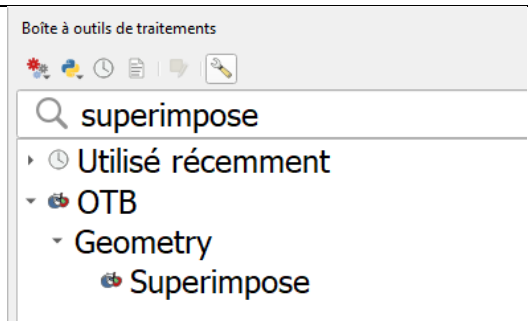 Boîte à outils de traitements
superimpose
Utilisé récemment
OTB
Geometry
Superimpose